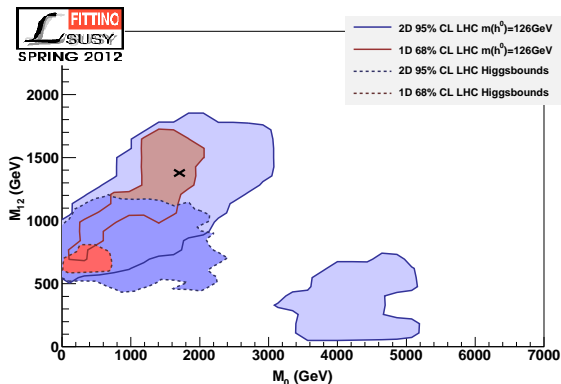 FITTINO
SUSY
SPRING 2012
2D 95% CL LHC m(h⁰)=126GeV
1D 68% CL LHC m(h⁰)=126GeV
2D 95% CL LHC Higgsbounds
1D 68% CL LHC Higgsbounds
M₁₂ (GeV)
2000
1500
1000
500
0
0 1000 2000 3000 4000 5000 6000 7000
M₀ (GeV)